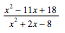 x² − 11x + 18
x² + 2x − 8